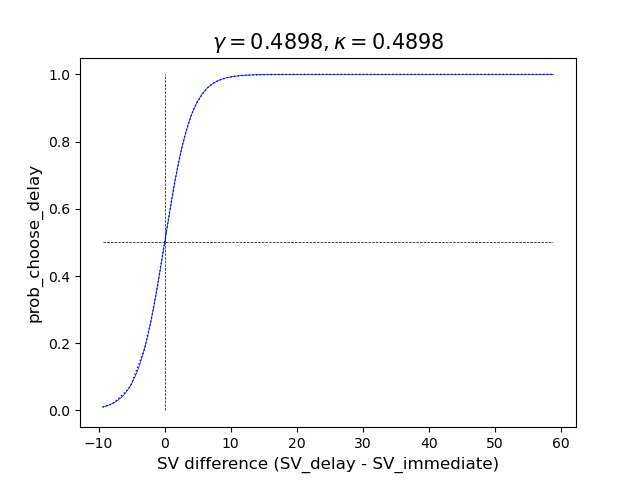 γ = 0.4898, κ = 0.4898
1.0
0.8
0.6
0.4
0.2
0.0
prob_choose_delay
−10 0 10 20 30 40 50 60
SV difference (SV_delay - SV_immediate)